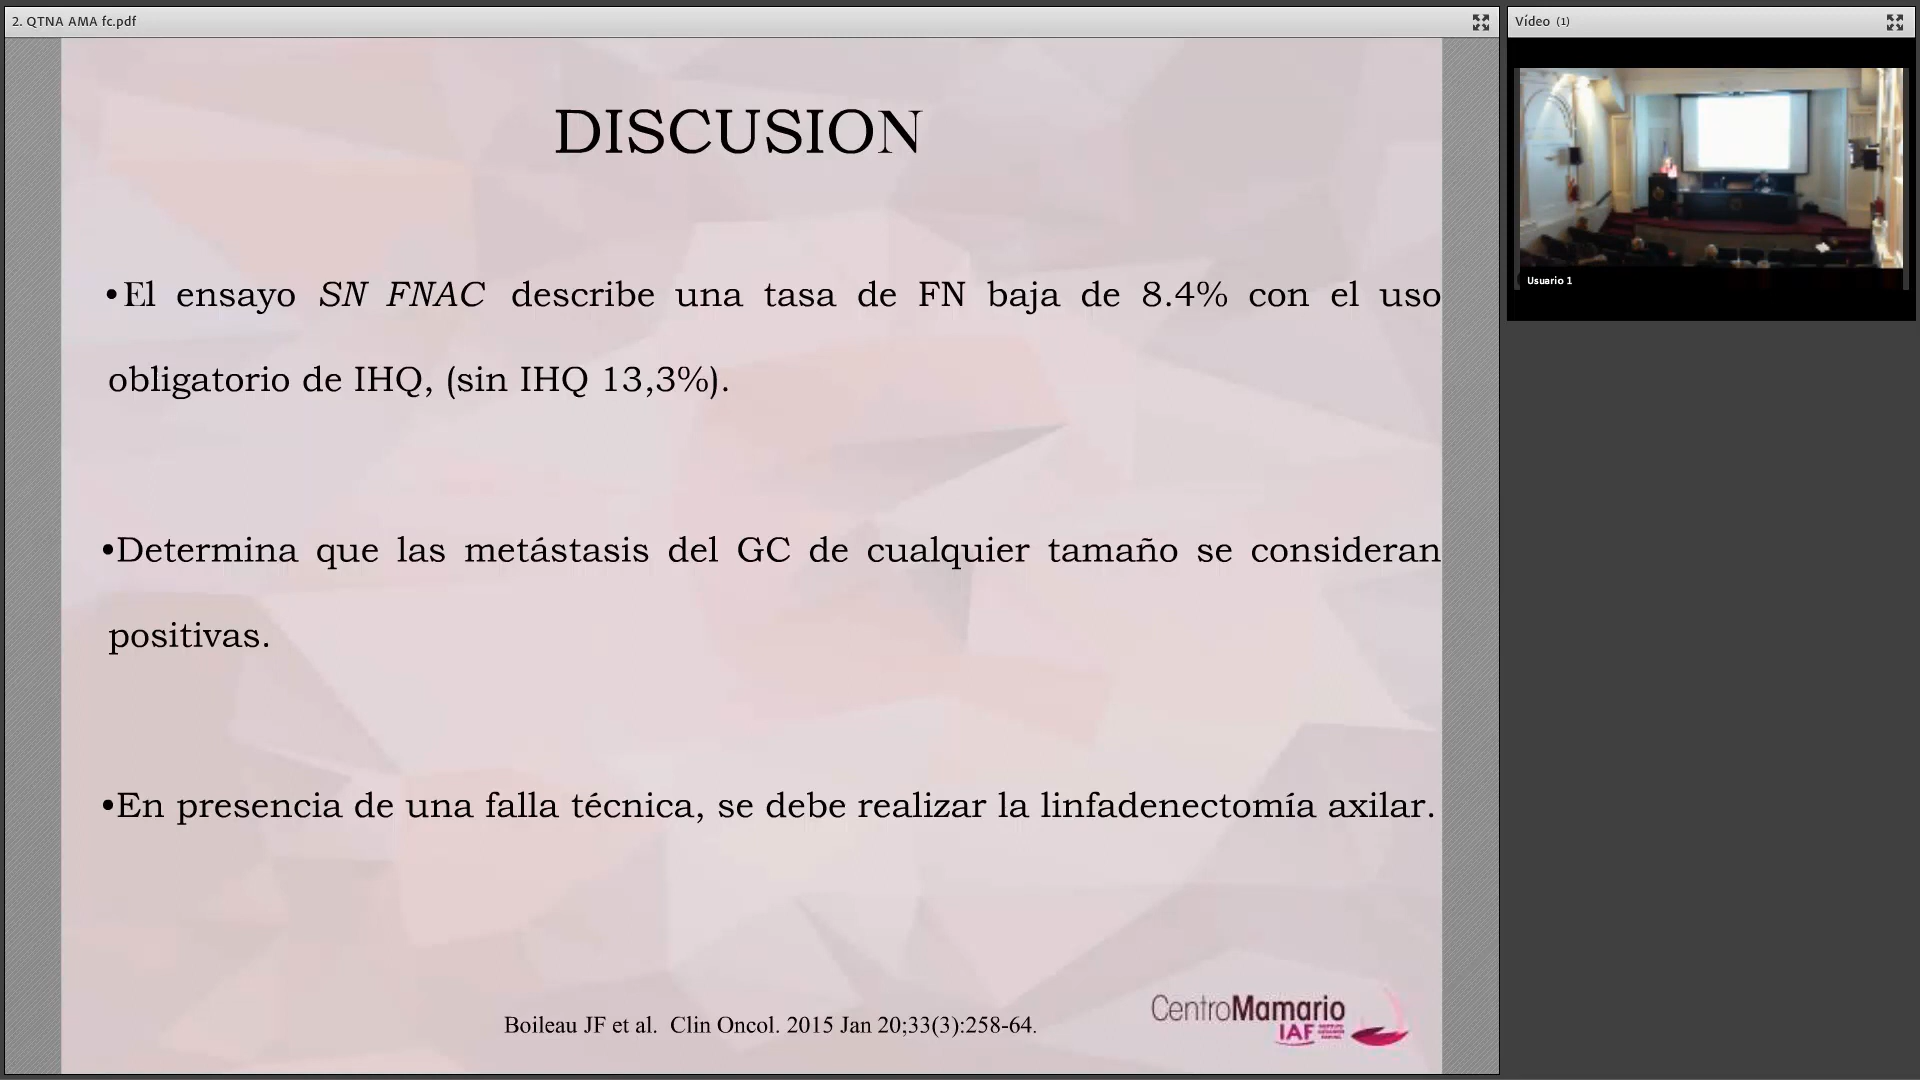 2. QTNA AMA fc.pdf
Vídeo (1)
DISCUSION
•El ensayo SN FNAC describe una tasa de FN baja de 8.4% con el uso
obligatorio de IHQ, (sin IHQ 13,3%).
•Determina que las metástasis del GC de cualquier tamaño se consideran
positivas.
•En presencia de una falla técnica, se debe realizar la linfadenectomía axilar.
Boileau JF et al. Clin Oncol. 2015 Jan 20;33(3):258-64.
CentroMamario
IAF
Usuario 1